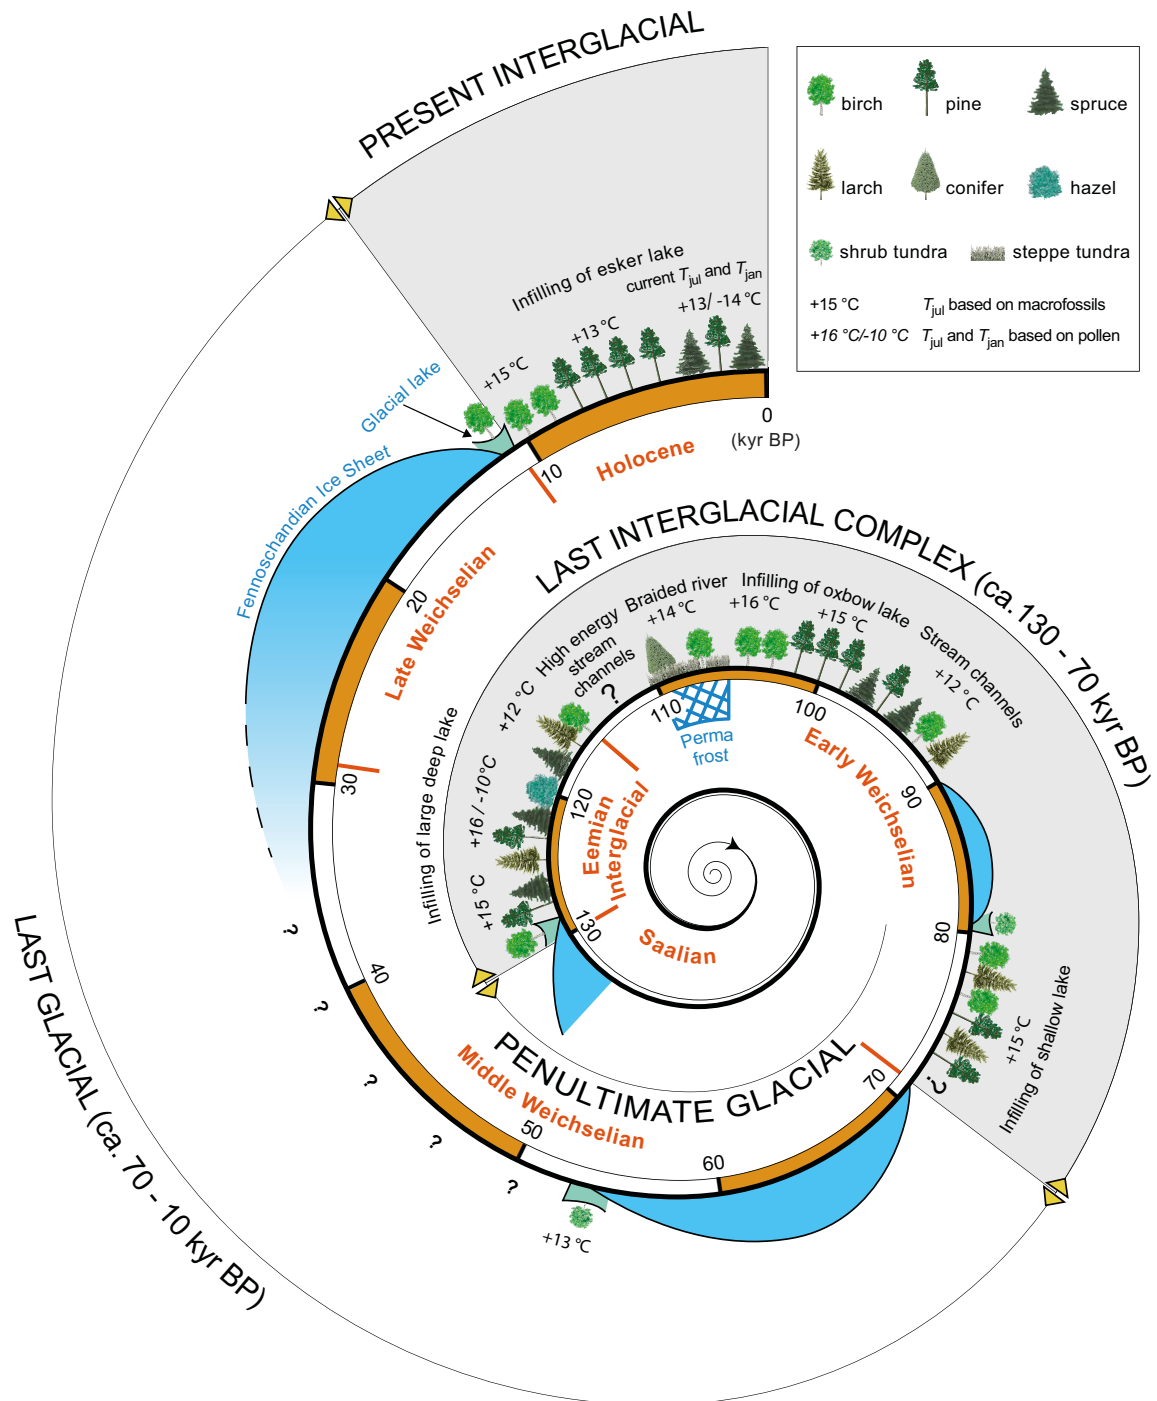 PRESENT INTERGLACIAL
birch
pine
spruce
larch
conifer
hazel
shrub tundra
steppe tundra
+15 °C
Tjul based on macrofossils
+16 °C/-10 °C
Tjul and Tjan based on pollen
Infilling of esker lake
current Tjul and Tjan
+13/ -14 °C
+13 °C
+15 °C
Glacial lake
Fennoschandian Ice Sheet
0
(kyr BP)
10
Holocene
20
Late Weichselian
30
?
40
?
?
?
?
Middle Weichselian
50
60
70
+13 °C
LAST GLACIAL (ca. 70 - 10 kyr BP)
LAST INTERGLACIAL COMPLEX (ca.130 - 70 kyr BP)
Infilling of shallow lake
+15 °C
?
80
90
Early Weichselian
Stream channels
+12 °C
Infilling of oxbow lake
+15 °C
+16 °C
100
Braided river
+14 °C
110
Perma
frost
High energy
stream
channels
?
+12 °C
120
Eemian
Interglacial
Infilling of large deep lake
+16 / -10°C
+15 °C
130
Saalian
PENULTIMATE GLACIAL